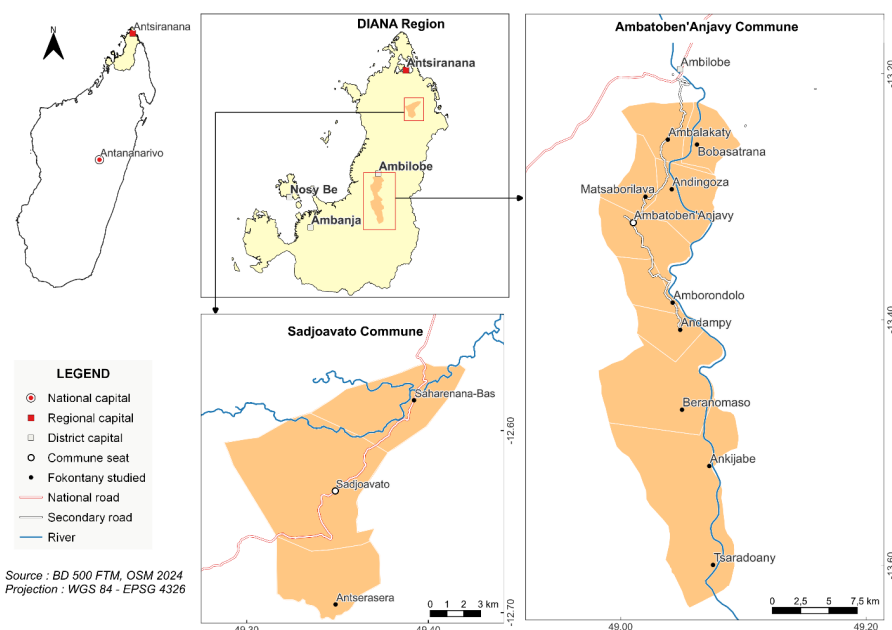 N
Antsiranana
Antananarivo
DIANA Region
Antsiranana
Ambilobe
Nosy Be
Ambanja
Ambatoben'Anjavy Commune
Ambilobe
-13.20
Ambalakaty
Bobasatrana
Andingoza
Matsaborilava
Ambatoben'Anjavy
Amborondolo
-13.40
Andampy
Beranomaso
Ankijabe
Tsaradoany
-13.60
0 2,5 5 7,5 km
49.00 49.20
Sadjoavato Commune
Saharenana-Bas
-12.60
Sadjoavato
Antserasera
0 1 2 3 km
-12.70
49.30 49.40
LEGEND
National capital
Regional capital
District capital
Commune seat
Fokontany studied
National road
Secondary road
River
Source : BD 500 FTM, OSM 2024
Projection : WGS 84 - EPSG 4326